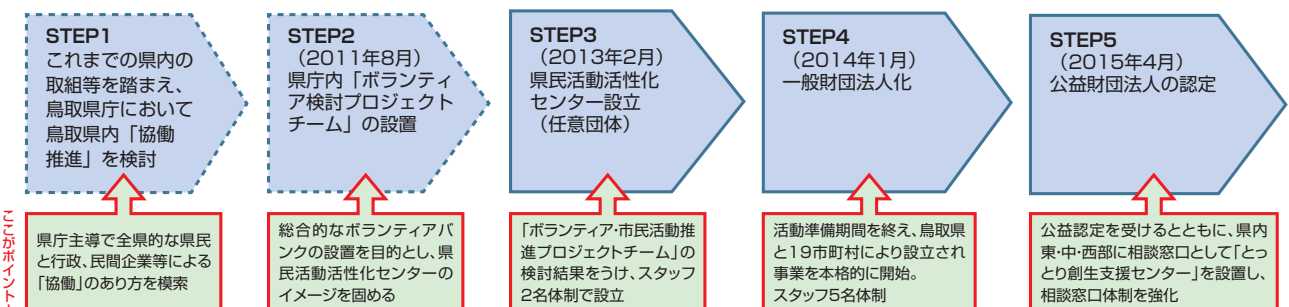 STEP1
これまでの県内の
取組等を踏まえ、
鳥取県庁において
鳥取県内「協働
推進」を検討
STEP2
（2011年8月）
県庁内「ボランティ
ア検討プロジェクト
チーム」の設置
STEP3
（2013年2月）
県民活動活性化
センター設立
（任意団体）
STEP4
（2014年1月）
一般財団法人化
STEP5
（2015年4月）
公益財団法人の認定
ここがポイント！
県庁主導で全県的な県民
と行政、民間企業等による
「協働」のあり方を模索
総合的なボランティアバ
ンクの設置を目的とし、県
民活動活性化センターの
イメージを固める
「ボランティア・市民活動推
進プロジェクトチーム」の
検討結果をうけ、スタッフ
2名体制で設立
活動準備期間を終え、鳥取県
と19市町村により設立され
事業を本格的に開始。
スタッフ5名体制
公益認定を受けるとともに、県内
東・中・西部に相談窓口として「とっ
とり創生支援センター」を設置し、
相談窓口体制を強化